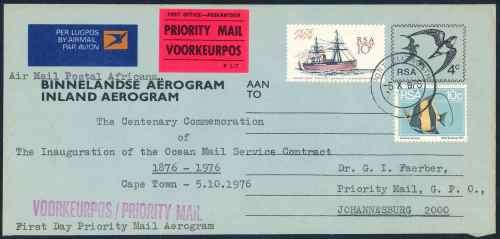 PER LUGPOS
BY AIRMAIL
PAR AVION
POST OFFICE—POSKANTOOR
PRIORITY MAIL
VOORKEURPOS
P 1/7
RSA
10c
RSA
4c
RSA 10c
Air Mail Postal Africana
BINNELANDSE AËROGRAM
INLAND AEROGRAM
AAN
TO
The Centenary Commemoration
of
The Inauguration of the Ocean Mail Service Contract
1876 - 1976
Cape Town - 5.10.1976
Dr. G. I. Faerber,
Priority Mail, G. P. O.,
JOHANNESBURG 2000
VOORKEURPOS/PRIORITY MAIL
First Day Priority Mail Aerogram